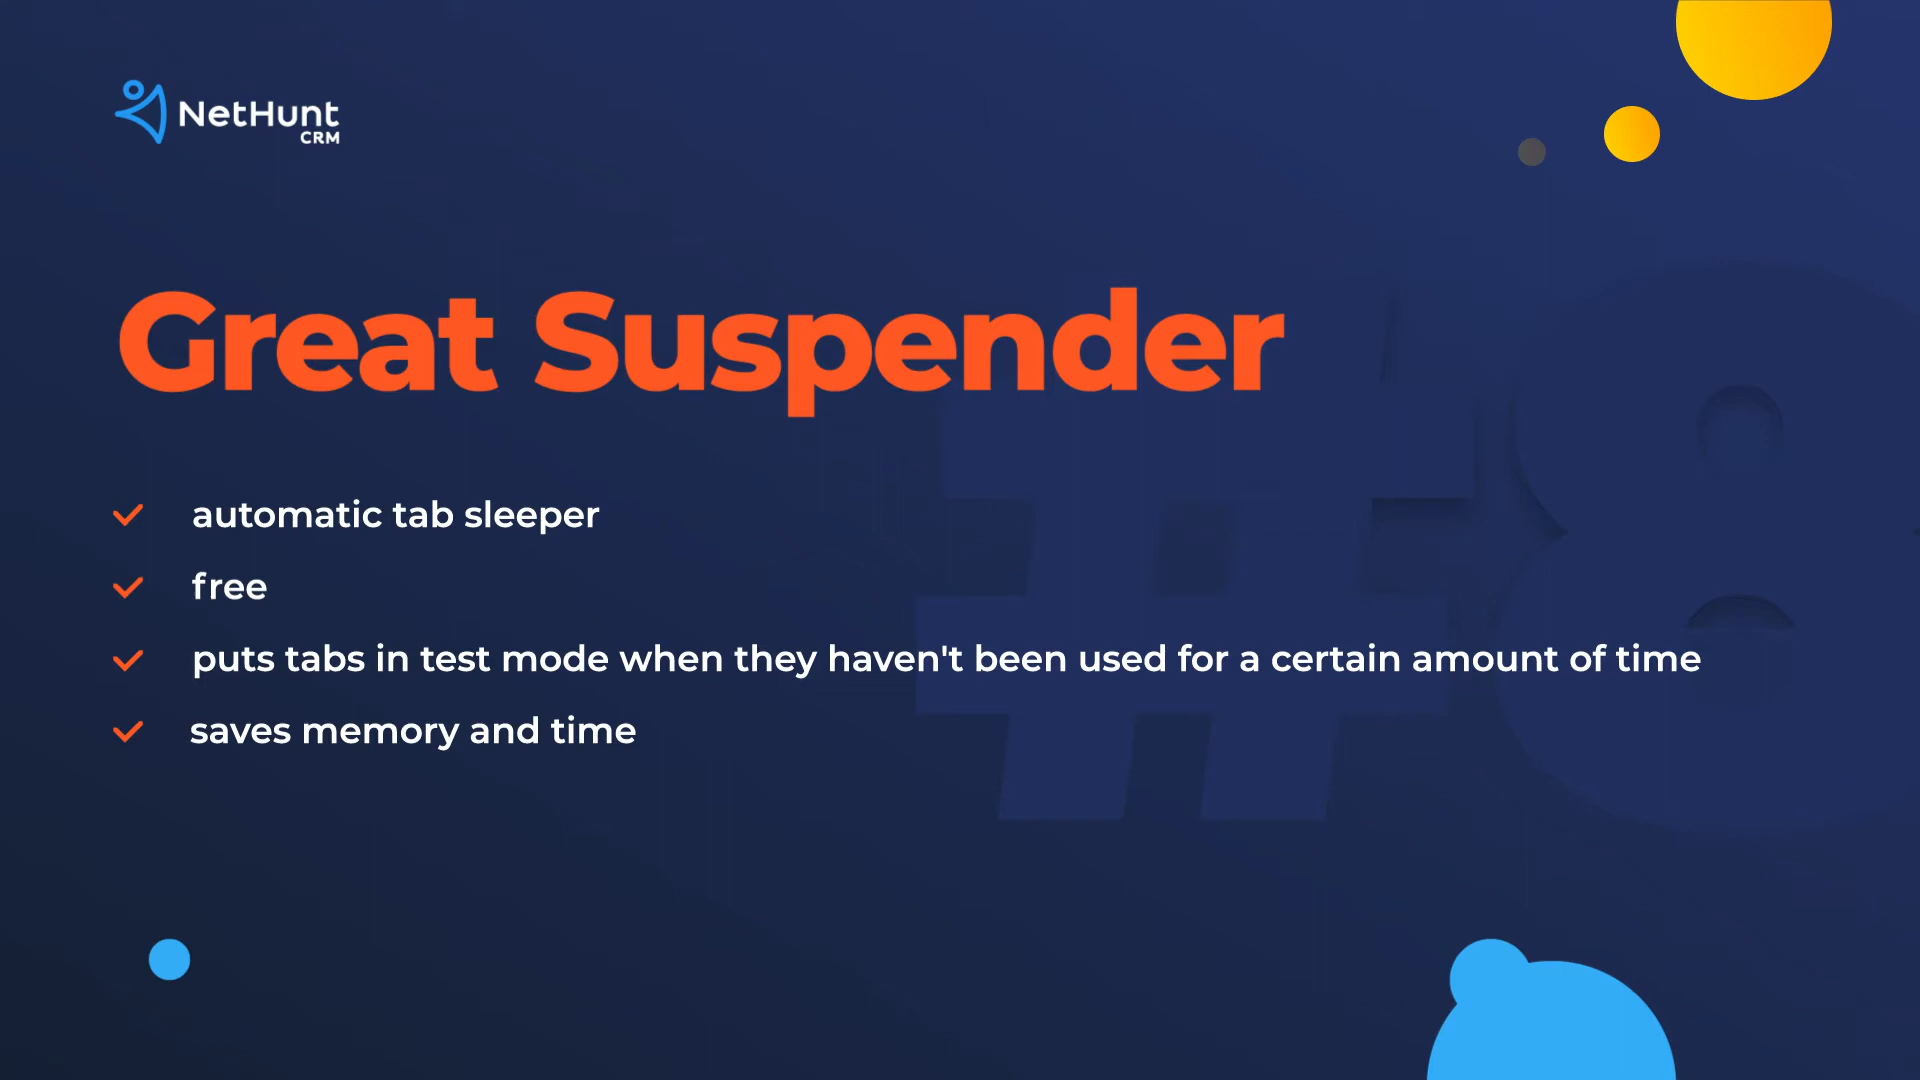 NetHunt
CRM
Great Suspender
#8
automatic tab sleeper
free
puts tabs in test mode when they haven't been used for a certain amount of time
saves memory and time